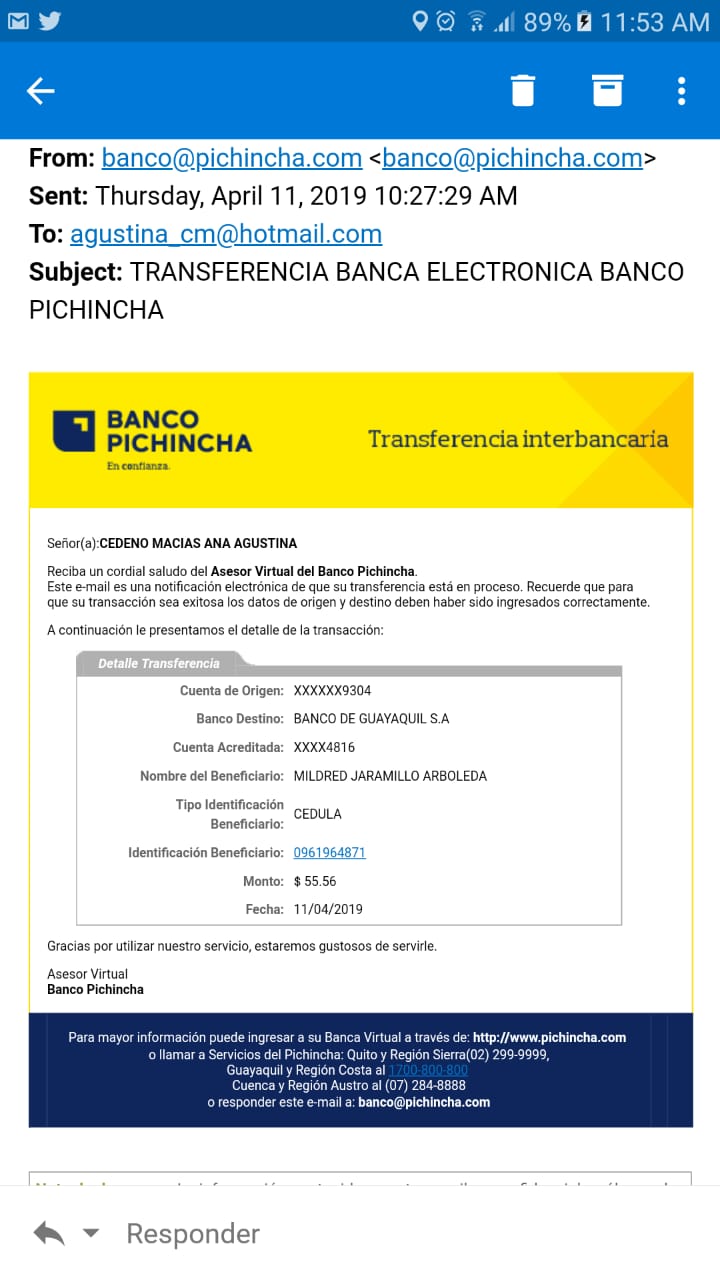 89% 11:53 AM
From: banco@pichincha.com <banco@pichincha.com>
Sent: Thursday, April 11, 2019 10:27:29 AM
To: agustina_cm@hotmail.com
Subject: TRANSFERENCIA BANCA ELECTRONICA BANCO
PICHINCHA
BANCO
PICHINCHA
En confianza.
Transferencia interbancaria
Señor(a):CEDENO MACIAS ANA AGUSTINA
Reciba un cordial saludo del Asesor Virtual del Banco Pichincha.
Este e-mail es una notificación electrónica de que su transferencia está en proceso. Recuerde que para
que su transacción sea exitosa los datos de origen y destino deben haber sido ingresados correctamente.
A continuación le presentamos el detalle de la transacción:
Detalle Transferencia
Cuenta de Origen: XXXXXX9304
Banco Destino: BANCO DE GUAYAQUIL S.A
Cuenta Acreditada: XXXX4816
Nombre del Beneficiario: MILDRED JARAMILLO ARBOLEDA
Tipo Identificación
Beneficiario: CEDULA
Identificación Beneficiario: 0961964871
Monto: $ 55.56
Fecha: 11/04/2019
Gracias por utilizar nuestro servicio, estaremos gustosos de servirle.
Asesor Virtual
Banco Pichincha
Para mayor información puede ingresar a su Banca Virtual a través de: http://www.pichincha.com
o llamar a Servicios del Pichincha: Quito y Región Sierra(02) 299-9999,
Guayaquil y Región Costa al 1700-800-800
Cuenca y Región Austro al (07) 284-8888
o responder este e-mail a: banco@pichincha.com
Responder